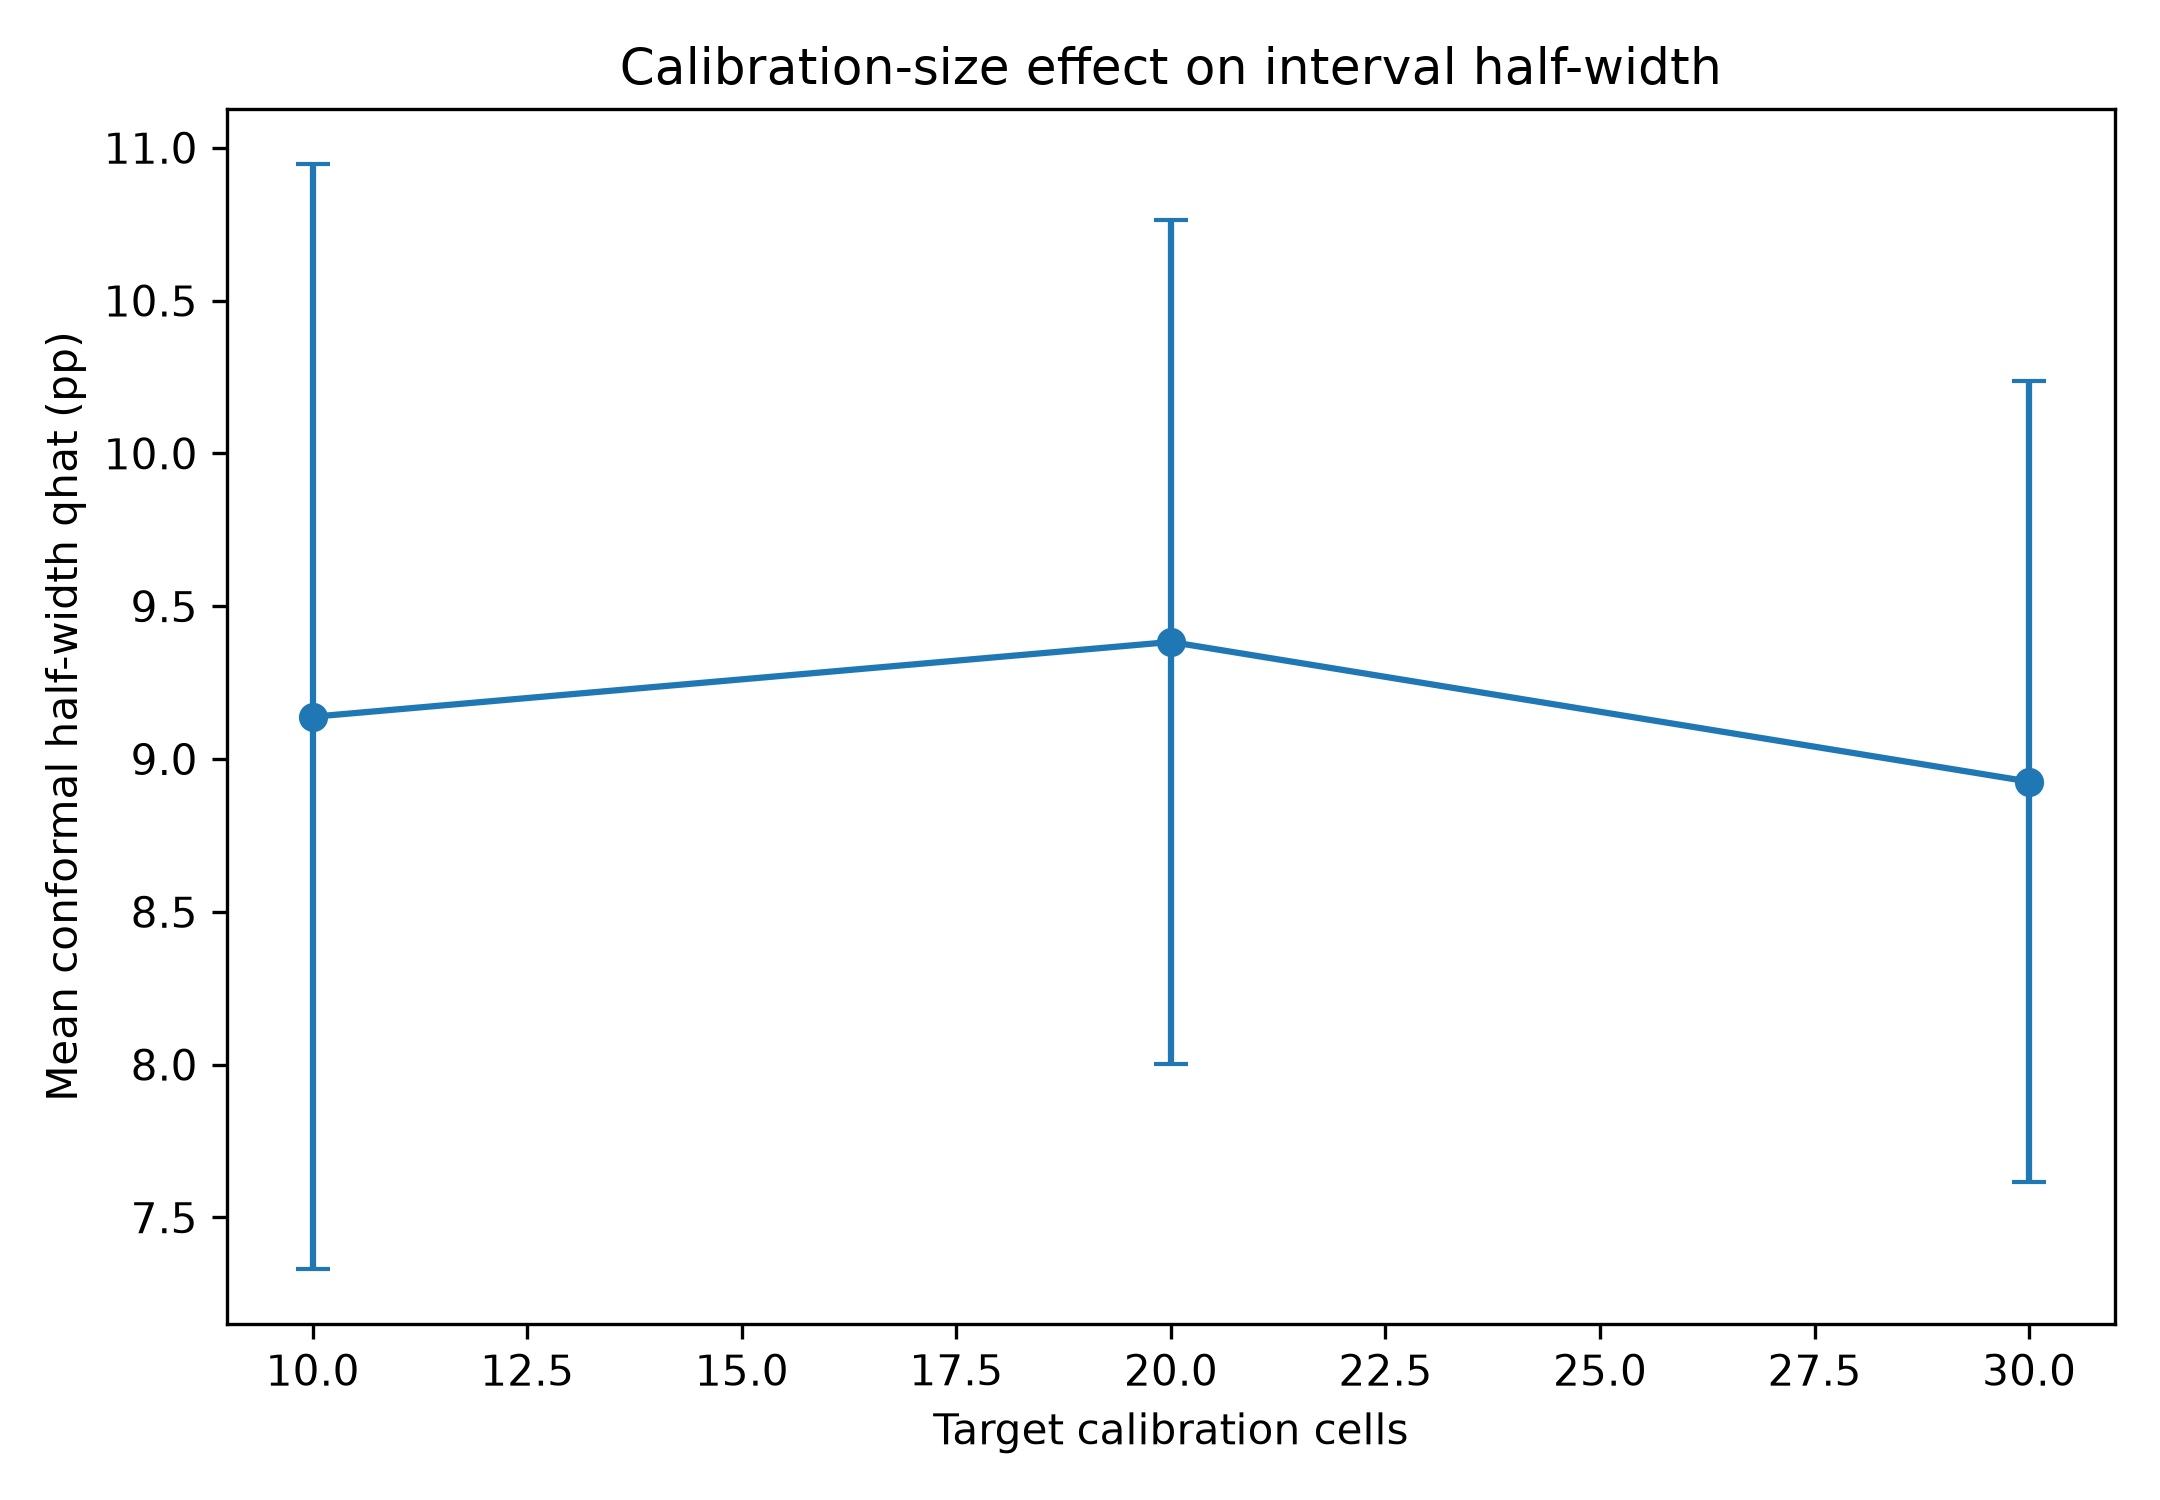 Calibration-size effect on interval half-width
Mean conformal half-width qhat (pp)
11.0
10.5
10.0
9.5
9.0
8.5
8.0
7.5
10.0 12.5 15.0 17.5 20.0 22.5 25.0 27.5 30.0
Target calibration cells